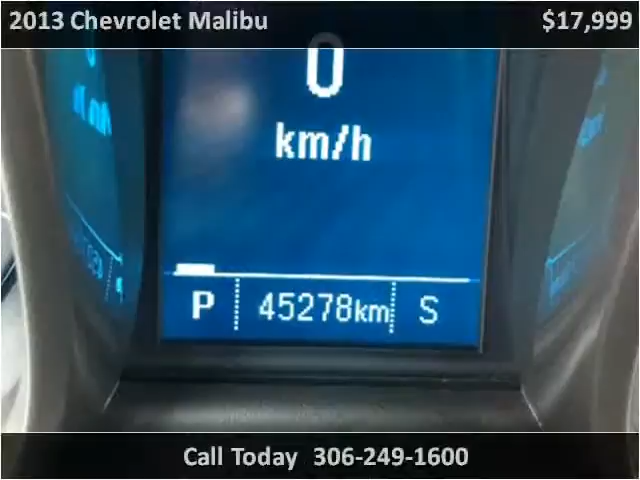 2013 Chevrolet Malibu $17,999
0
km/h
P 45278km S
Call Today 306-249-1600